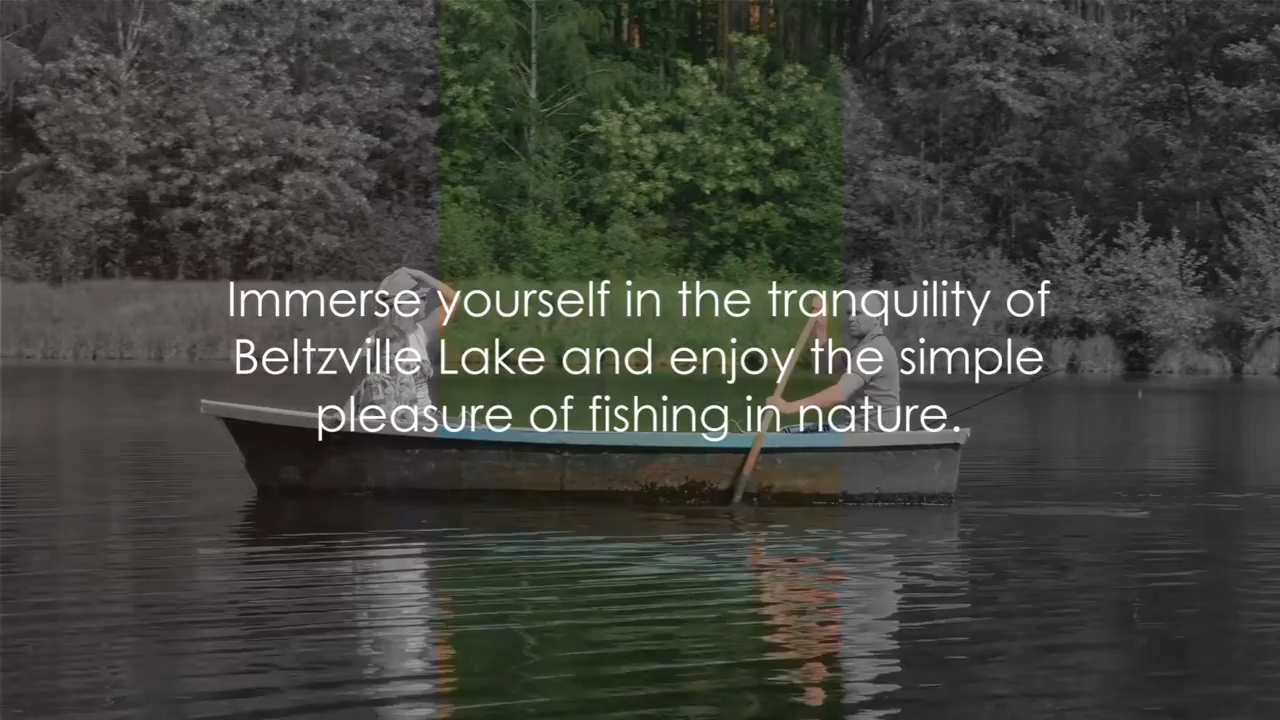 Immerse yourself in the tranquility of
Beltzville Lake and enjoy the simple
pleasure of fishing in nature.